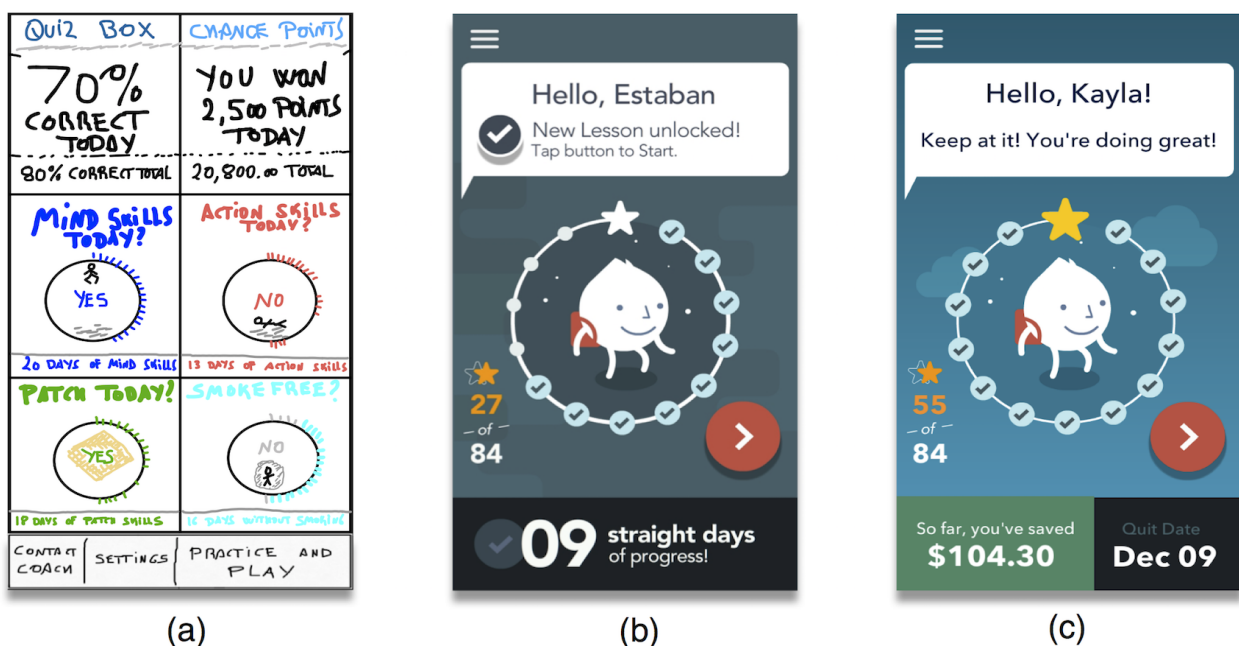 QUIZ BOX
70%
CORRECT
TODAY
80% CORRECT TOTAL
CHANCE POINTS
YOU WON
2,500 POINTS
TODAY
20,800.00 TOTAL
MIND SKILLS
TODAY?
YES
20 DAYS OF MIND SKILLS
ACTION SKILLS
TODAY?
NO
13 DAYS OF ACTION SKILLS
PATCH TODAY?
YES
18 DAYS OF PATCH SKILLS
SMOKE FREE?
NO
16 DAYS WITHOUT SMOKING
CONTACT
COACH
SETTINGS
PRACTICE AND
PLAY
(a)
Hello, Estaban
New Lesson unlocked!
Tap button to Start.
27
of
84
09 straight days
of progress!
(b)
Hello, Kayla!
Keep at it! You're doing great!
55
of
84
So far, you've saved
$104.30
Quit Date
Dec 09
(c)